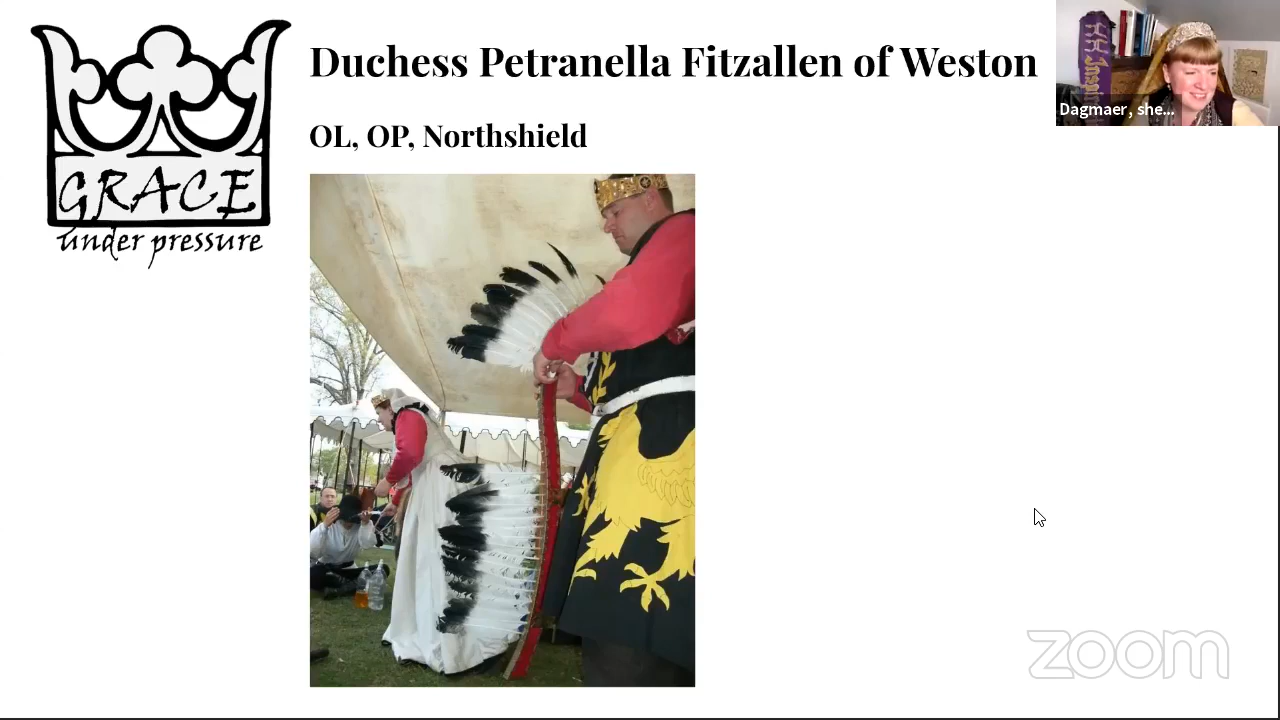 Duchess Petranella Fitzallen of Weston
OL, OP, Northshield
GRACE
under pressure
Dagmaer, she...
zoom